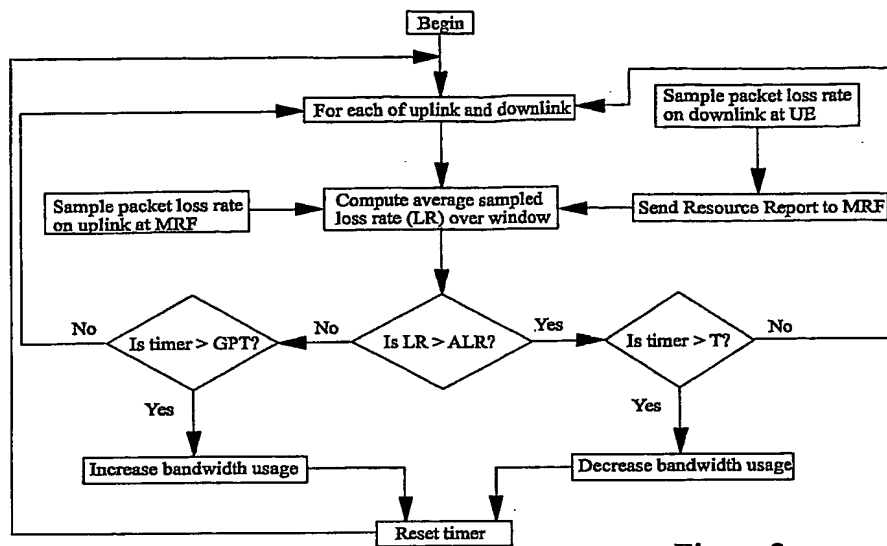 Begin
For each of uplink and downlink
Sample packet loss rate
on downlink at UE
Sample packet loss rate
on uplink at MRF
Compute average sampled
loss rate (LR) over window
Send Resource Report to MRF
No
Is timer > GPT?
No
Is LR > ALR?
Yes
Is timer > T?
No
Yes
Yes
Increase bandwidth usage
Decrease bandwidth usage
Reset timer